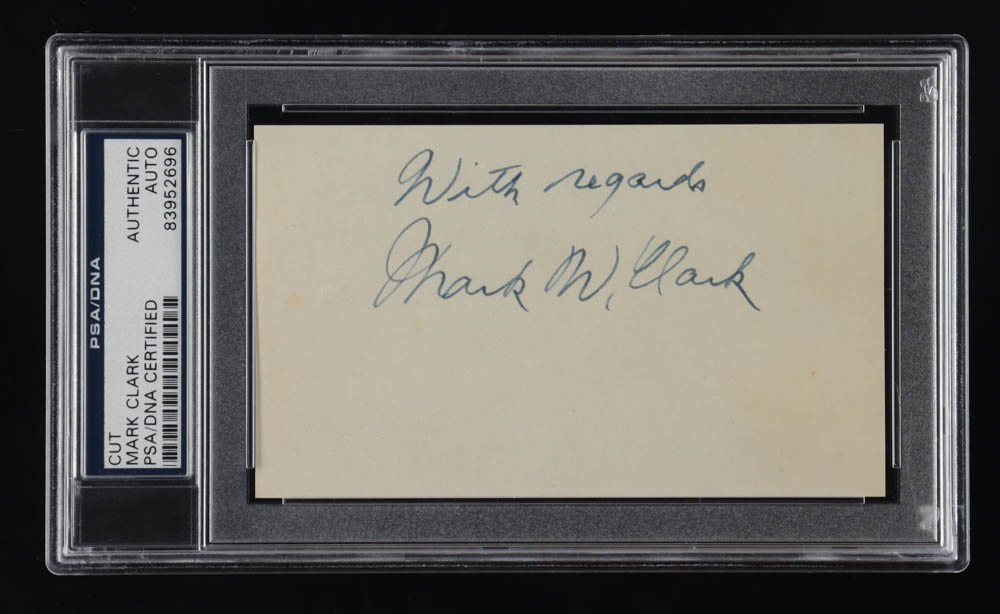 PSA/DNA
CUT
MARK CLARK
PSA/DNA CERTIFIED
AUTHENTIC
AUTO
83952696
With regards
Mark W. Clark